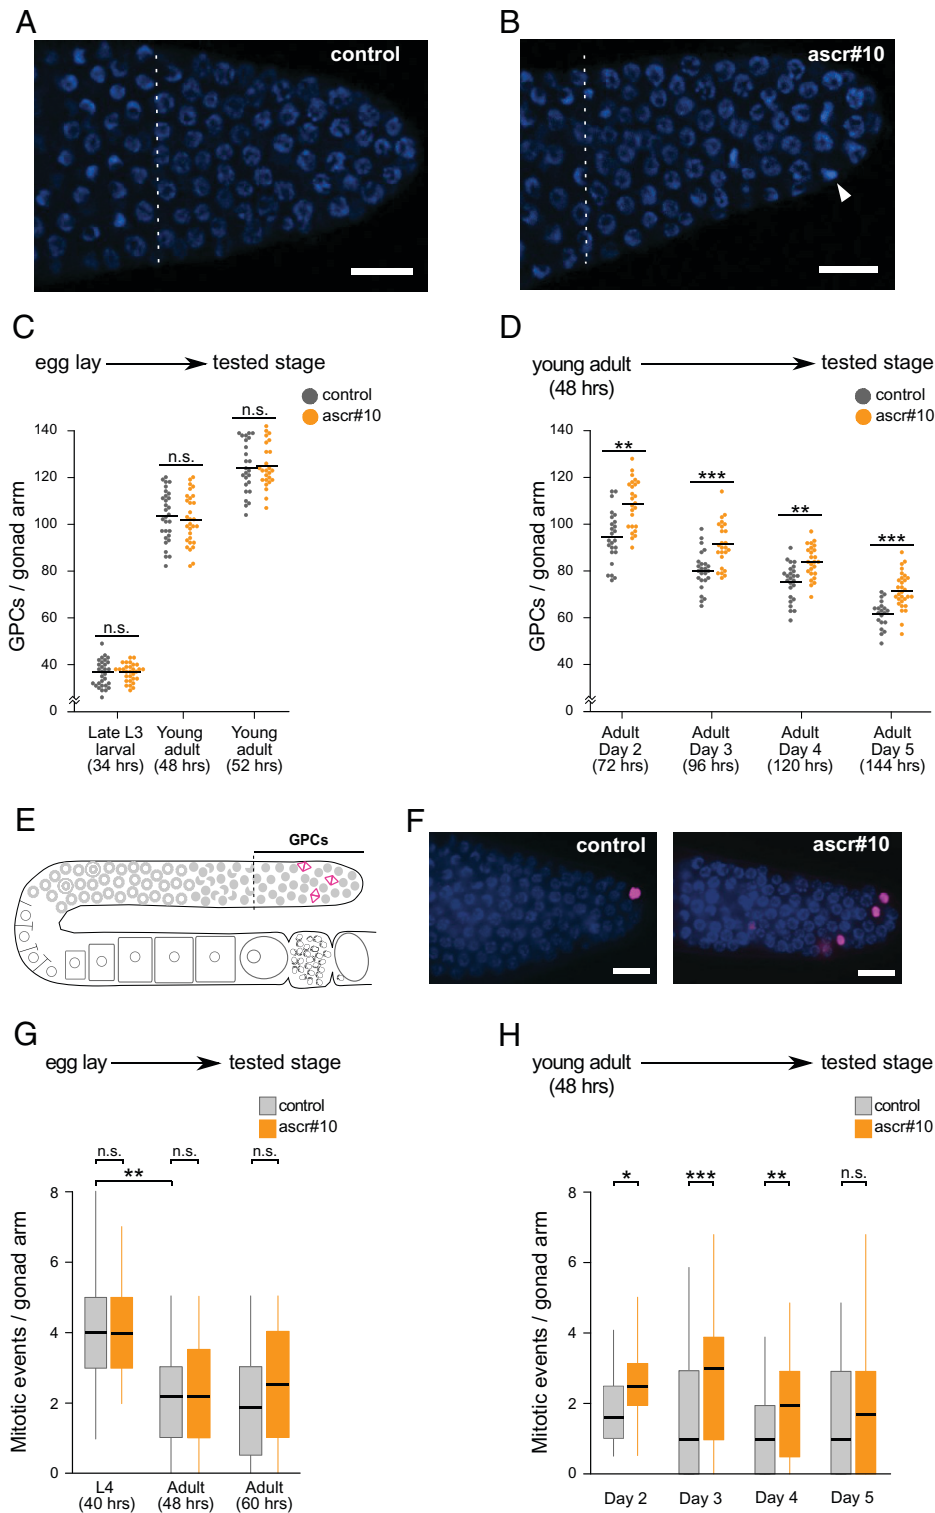 A
control
B
ascr#10
C
egg lay
tested stage
control
ascr#10
n.s.
n.s.
n.s.
140
120
100
80
60
40
0
GPCs / gonad arm
Late L3
larval
(34 hrs)
Young
adult
(48 hrs)
Young
adult
(52 hrs)
D
young adult
(48 hrs)
tested stage
control
ascr#10
**
***
**
***
140
120
100
80
60
40
0
GPCs / gonad arm
Adult
Day 2
(72 hrs)
Adult
Day 3
(96 hrs)
Adult
Day 4
(120 hrs)
Adult
Day 5
(144 hrs)
E
GPCs
F
control
ascr#10
G
egg lay
tested stage
control
ascr#10
n.s.
n.s.
n.s.
**
8
6
4
2
0
Mitotic events / gonad arm
L4
(40 hrs)
Adult
(48 hrs)
Adult
(60 hrs)
H
young adult
(48 hrs)
tested stage
control
ascr#10
*
***
**
n.s.
8
6
4
2
0
Mitotic events / gonad arm
Day 2
Day 3
Day 4
Day 5